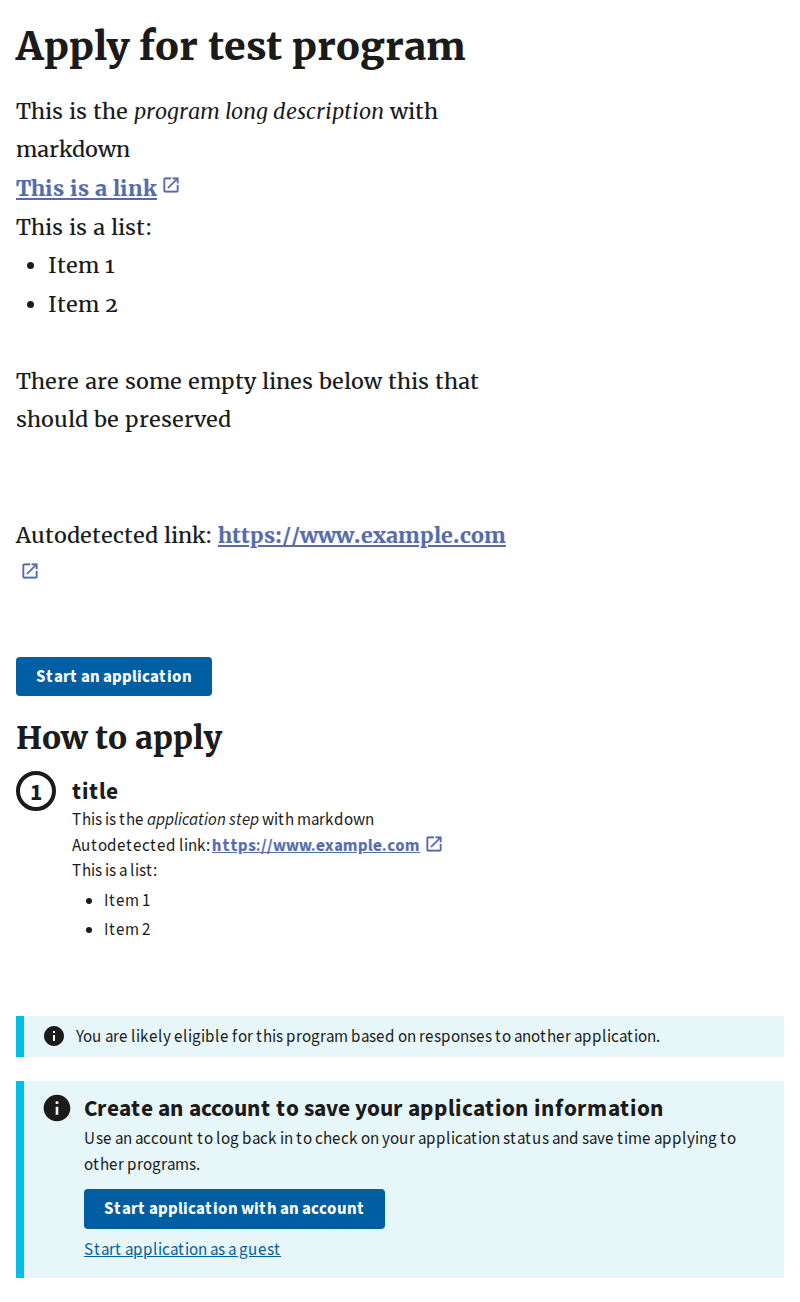 Apply for test program
This is the program long description with
markdown
This is a link
This is a list:
• Item 1
• Item 2
There are some empty lines below this that
should be preserved
Autodetected link: https://www.example.com
Start an application
How to apply
1 title
This is the application step with markdown
Autodetected link: https://www.example.com
This is a list:
• Item 1
• Item 2
You are likely eligible for this program based on responses to another application.
Create an account to save your application information
Use an account to log back in to check on your application status and save time applying to
other programs.
Start application with an account
Start application as a guest